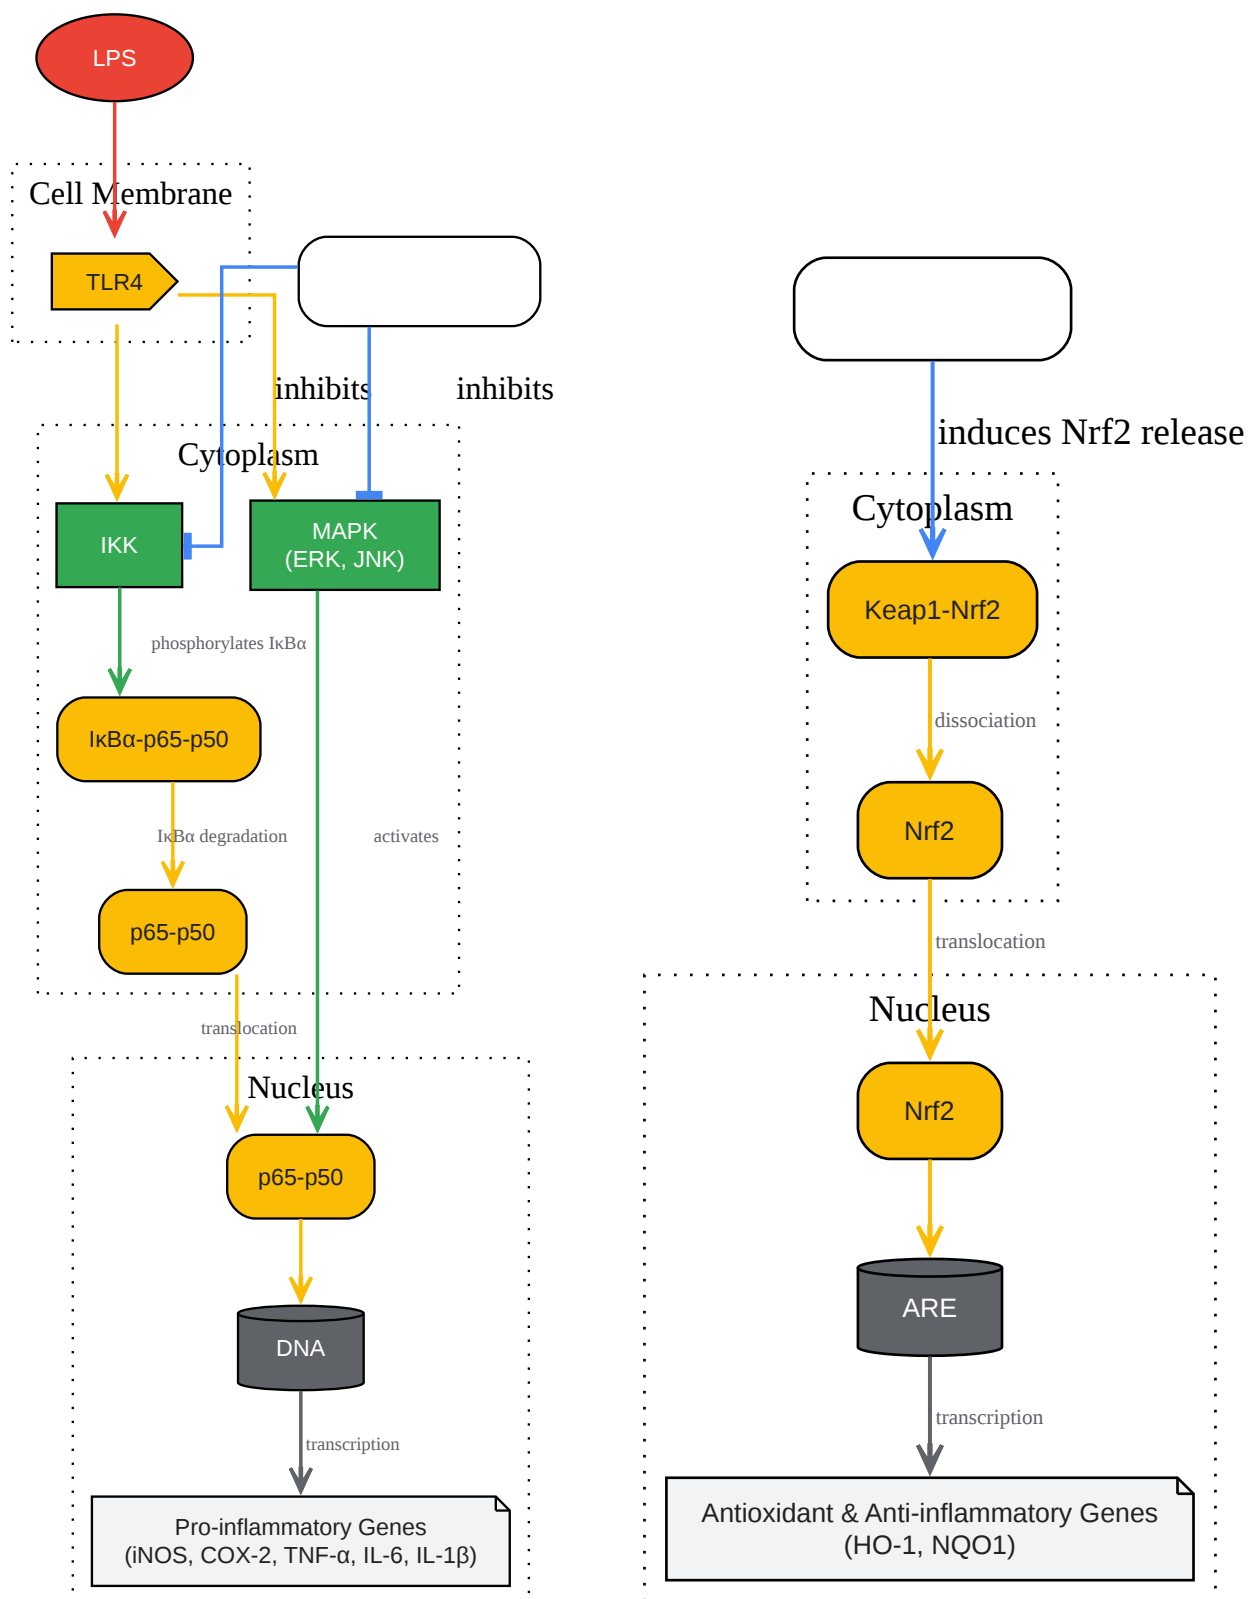 LPS
Cell Membrane
TLR4
inhibits
inhibits
Cytoplasm
IKK
MAPK
(ERK, JNK)
phosphorylates IκBα
IκBα-p65-p50
IκBα degradation
activates
p65-p50
translocation
Nucleus
p65-p50
DNA
transcription
Pro-inflammatory Genes
(iNOS, COX-2, TNF-α, IL-6, IL-1β)
induces Nrf2 release
Cytoplasm
Keap1-Nrf2
dissociation
Nrf2
translocation
Nucleus
Nrf2
ARE
transcription
Antioxidant & Anti-inflammatory Genes
(HO-1, NQO1)